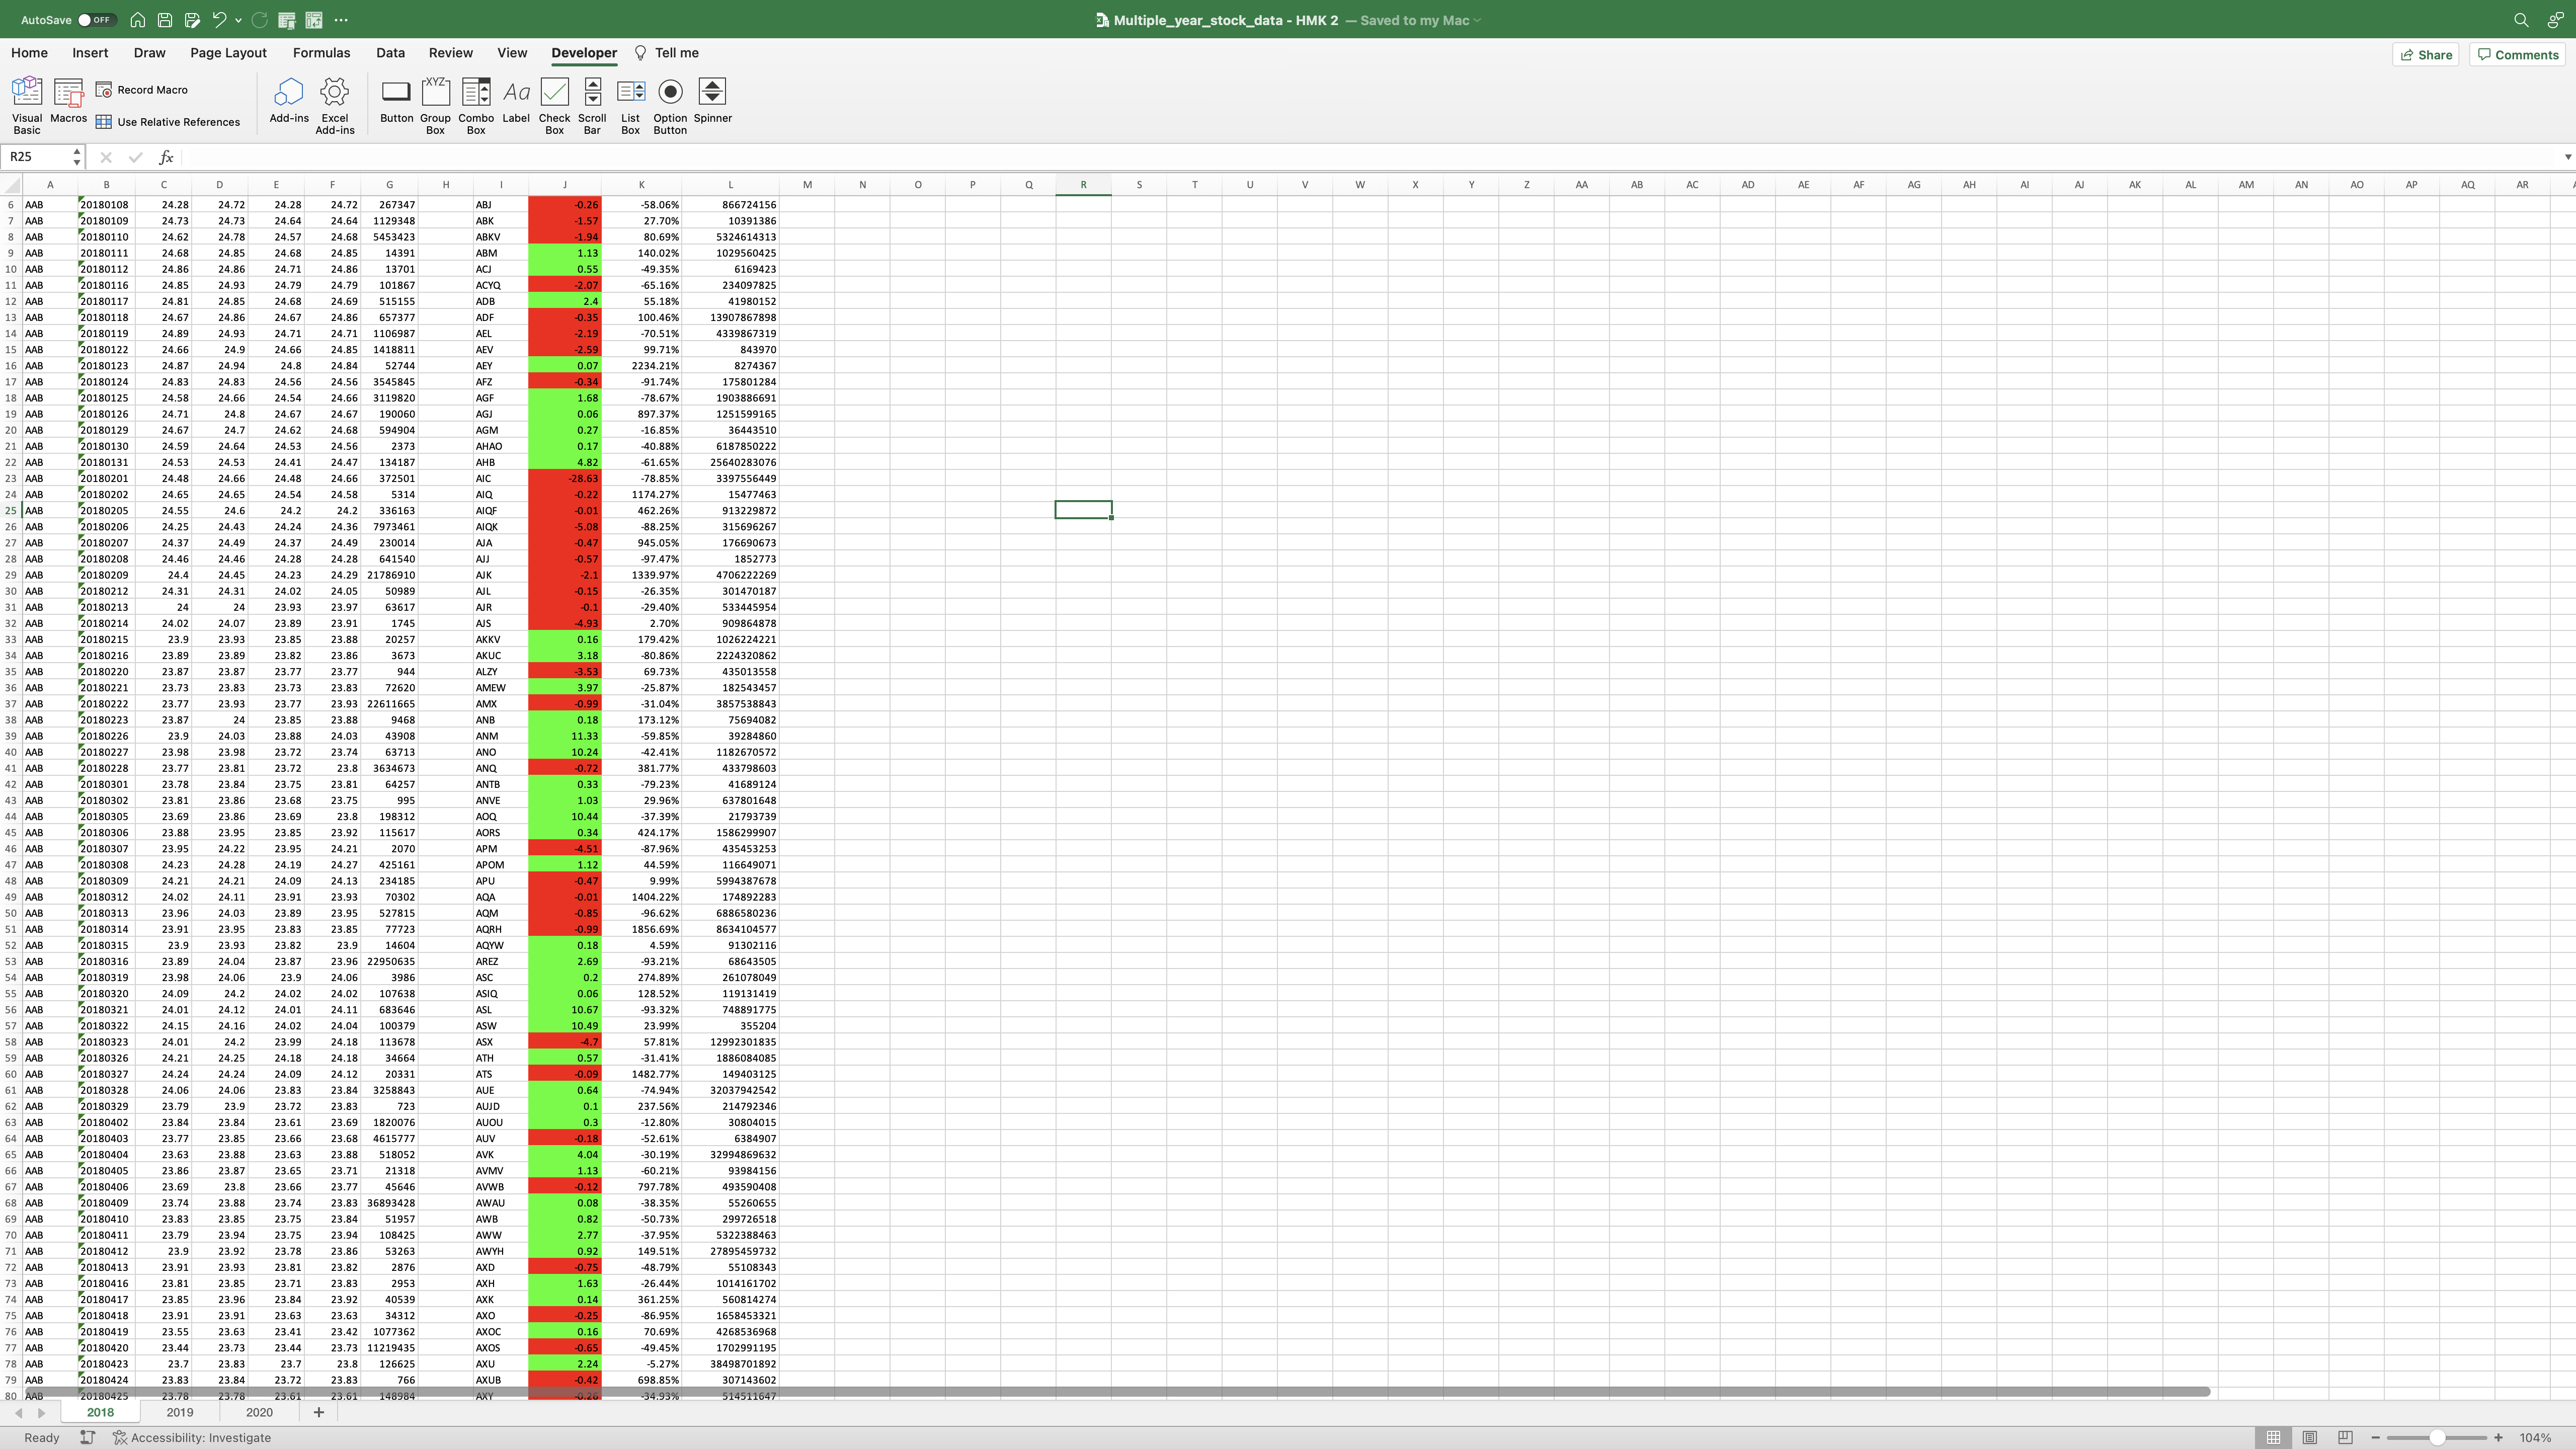 AutoSave OFF Multiple_year_stock_data - HMK 2 — Saved to my Mac
Home Insert Draw Page Layout Formulas Data Review View Developer Tell me Share Comments
Visual Basic Macros Record Macro Use Relative References Add-ins Excel Add-ins Button Group Box Combo Box Label Check Box Scroll Bar List Box Option Button Spinner
R25 fx
A B C D E F G H I J K L M N O P Q R S T U V W X Y Z AA AB AC AD AE AF AG AH AI AJ AK AL AM AN AO AP AQ AR
6 AAB 20180108 24.28 24.72 24.28 24.72 267347 ABJ -0.26 -58.06% 866724156
7 AAB 20180109 24.73 24.73 24.64 24.64 1129348 ABK -1.57 27.70% 10391386
8 AAB 20180110 24.62 24.78 24.57 24.68 5453423 ABKV -1.94 80.69% 5324614313
9 AAB 20180111 24.68 24.85 24.68 24.85 14391 ABM 1.13 140.02% 1029560425
10 AAB 20180112 24.86 24.86 24.71 24.86 13701 ACJ 0.55 -49.35% 6169423
11 AAB 20180116 24.85 24.93 24.79 24.79 101867 ACYQ -2.07 -65.16% 234097825
12 AAB 20180117 24.81 24.85 24.68 24.69 515155 ADB 2.4 55.18% 41980152
13 AAB 20180118 24.67 24.86 24.67 24.86 657377 ADF -0.35 100.46% 13907867898
14 AAB 20180119 24.89 24.93 24.71 24.71 1106987 AEL -2.19 -70.51% 4339867319
15 AAB 20180122 24.66 24.9 24.66 24.85 1418811 AEV -2.59 99.71% 843970
16 AAB 20180123 24.87 24.94 24.8 24.84 52744 AEY 0.07 2234.21% 8274367
17 AAB 20180124 24.83 24.83 24.56 24.56 3545845 AFZ -0.34 -91.74% 175801284
18 AAB 20180125 24.58 24.66 24.54 24.66 3119820 AGF 1.68 -78.67% 1903886691
19 AAB 20180126 24.71 24.8 24.67 24.67 190060 AGJ 0.06 897.37% 1251599165
20 AAB 20180129 24.67 24.7 24.62 24.68 594904 AGM 0.27 -16.85% 36443510
21 AAB 20180130 24.59 24.64 24.53 24.56 2373 AHAO 0.17 -40.88% 6187850222
22 AAB 20180131 24.53 24.53 24.41 24.47 134187 AHB 4.82 -61.65% 25640283076
23 AAB 20180201 24.48 24.66 24.48 24.66 372501 AIC -28.63 -78.85% 3397556449
24 AAB 20180202 24.65 24.65 24.54 24.58 5314 AIQ -0.22 1174.27% 15477463
25 AAB 20180205 24.55 24.6 24.2 24.2 336163 AIQF -0.01 462.26% 913229872
26 AAB 20180206 24.25 24.43 24.24 24.36 7973461 AIQK -5.08 -88.25% 315696267
27 AAB 20180207 24.37 24.49 24.37 24.49 230014 AJA -0.47 945.05% 176690673
28 AAB 20180208 24.46 24.46 24.28 24.28 641540 AJJ -0.57 -97.47% 1852773
29 AAB 20180209 24.4 24.45 24.23 24.29 21786910 AJK -2.1 1339.97% 4706222269
30 AAB 20180212 24.31 24.31 24.02 24.05 50989 AJL -0.15 -26.35% 301470187
31 AAB 20180213 24 24 23.93 23.97 63617 AJR -0.1 -29.40% 533445954
32 AAB 20180214 24.02 24.07 23.89 23.91 1745 AJS -4.93 2.70% 909864878
33 AAB 20180215 23.9 23.93 23.85 23.88 20257 AKKV 0.16 179.42% 1026224221
34 AAB 20180216 23.89 23.89 23.82 23.86 3673 AKUC 3.18 -80.86% 2224320862
35 AAB 20180220 23.87 23.87 23.77 23.77 944 ALZY -3.53 69.73% 435013558
36 AAB 20180221 23.73 23.83 23.73 23.83 72620 AMEW 3.97 -25.87% 182543457
37 AAB 20180222 23.77 23.93 23.77 23.93 22611665 AMX -0.99 -31.04% 3857538843
38 AAB 20180223 23.87 24 23.85 23.88 9468 ANB 0.18 173.12% 75694082
39 AAB 20180226 23.9 24.03 23.88 24.03 43908 ANM 11.33 -59.85% 39284860
40 AAB 20180227 23.98 23.98 23.72 23.74 63713 ANO 10.24 -42.41% 1182670572
41 AAB 20180228 23.77 23.81 23.72 23.8 3634673 ANQ -0.72 381.77% 433798603
42 AAB 20180301 23.78 23.84 23.75 23.81 64257 ANTB 0.33 -79.23% 41689124
43 AAB 20180302 23.81 23.86 23.68 23.75 995 ANVE 1.03 29.96% 637801648
44 AAB 20180305 23.69 23.86 23.69 23.8 198312 AOQ 10.44 -37.39% 21793739
45 AAB 20180306 23.88 23.95 23.85 23.92 115617 AORS 0.34 424.17% 1586299907
46 AAB 20180307 23.95 24.22 23.95 24.21 2070 APM -4.51 -87.96% 435453253
47 AAB 20180308 24.23 24.28 24.19 24.27 425161 APOM 1.12 44.59% 116649071
48 AAB 20180309 24.21 24.21 24.09 24.13 234185 APU -0.47 9.99% 5994387678
49 AAB 20180312 24.02 24.11 23.91 23.93 70302 AQA -0.01 1404.22% 174892283
50 AAB 20180313 23.96 24.03 23.89 23.95 527815 AQM -0.85 -96.62% 6886580236
51 AAB 20180314 23.91 23.95 23.83 23.85 77723 AQRH -0.99 1856.69% 8634104577
52 AAB 20180315 23.9 23.93 23.82 23.9 14604 AQYW 0.18 4.59% 91302116
53 AAB 20180316 23.89 24.04 23.87 23.96 22950635 AREZ 2.69 -93.21% 68643505
54 AAB 20180319 23.98 24.06 23.9 24.06 3986 ASC 0.2 274.89% 261078049
55 AAB 20180320 24.09 24.2 24.02 24.02 107638 ASIQ 0.06 128.52% 119131419
56 AAB 20180321 24.01 24.12 24.01 24.11 683646 ASL 10.67 -93.32% 748891775
57 AAB 20180322 24.15 24.16 24.02 24.04 100379 ASW 10.49 23.99% 355204
58 AAB 20180323 24.01 24.2 23.99 24.18 113678 ASX -4.7 57.81% 12992301835
59 AAB 20180326 24.21 24.25 24.18 24.18 34664 ATH 0.57 -31.41% 1886084085
60 AAB 20180327 24.24 24.24 24.09 24.12 20331 ATS -0.09 1482.77% 149403125
61 AAB 20180328 24.06 24.06 23.83 23.84 3258843 AUE 0.64 -74.94% 32037942542
62 AAB 20180329 23.79 23.9 23.72 23.83 723 AUJD 0.1 237.56% 214792346
63 AAB 20180402 23.84 23.84 23.61 23.69 1820076 AUOU 0.3 -12.80% 30804015
64 AAB 20180403 23.77 23.85 23.66 23.68 4615777 AUV -0.18 -52.61% 6384907
65 AAB 20180404 23.63 23.88 23.63 23.88 518052 AVK 4.04 -30.19% 32994869632
66 AAB 20180405 23.86 23.87 23.65 23.71 21318 AVMV 1.13 -60.21% 93984156
67 AAB 20180406 23.69 23.8 23.66 23.77 45646 AVWB -0.12 797.78% 493590408
68 AAB 20180409 23.74 23.88 23.74 23.83 36893428 AWAU 0.08 -38.35% 55260655
69 AAB 20180410 23.83 23.85 23.75 23.84 51957 AWB 0.82 -50.73% 299726518
70 AAB 20180411 23.79 23.94 23.75 23.94 108425 AWW 2.77 -37.95% 5322388463
71 AAB 20180412 23.9 23.92 23.78 23.86 53263 AWYH 0.92 149.51% 27895459732
72 AAB 20180413 23.91 23.93 23.81 23.82 2876 AXD -0.75 -48.79% 55108343
73 AAB 20180416 23.81 23.85 23.71 23.83 2953 AXH 1.63 -26.44% 1014161702
74 AAB 20180417 23.85 23.96 23.84 23.92 40539 AXK 0.14 361.25% 560814274
75 AAB 20180418 23.91 23.91 23.63 23.63 34312 AXO -0.25 -86.95% 1658453321
76 AAB 20180419 23.55 23.63 23.41 23.42 1077362 AXOC 0.16 70.69% 4268536968
77 AAB 20180420 23.44 23.73 23.44 23.73 11219435 AXOS -0.65 -49.45% 1702991195
78 AAB 20180423 23.7 23.83 23.7 23.8 126625 AXU 2.24 -5.27% 38498701892
79 AAB 20180424 23.83 23.84 23.72 23.83 766 AXUB -0.42 698.85% 307143602
80 AAB 20180425 23.78 23.78 23.61 23.61 148984 AXY -0.26 -34.93% 514511647
2018 2019 2020
Ready Accessibility: Investigate 104%